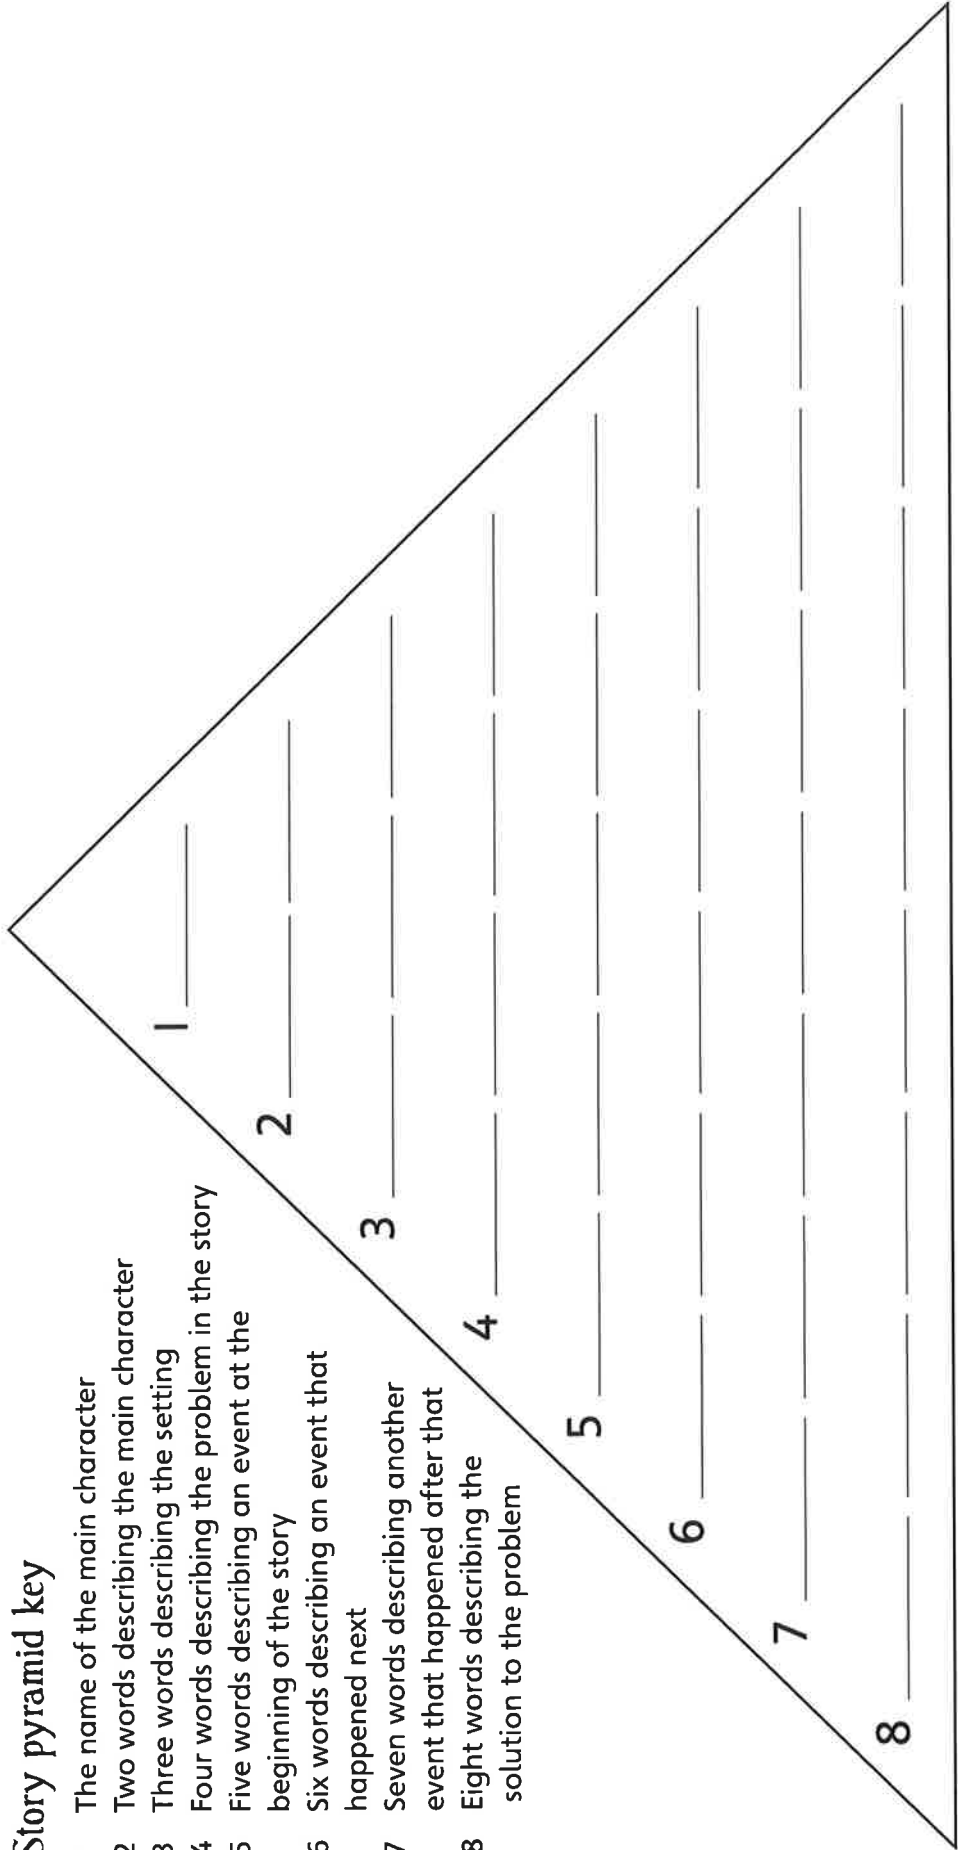 Story pyramid key
The name of the main character
2 Two words describing the main character
3 Three words describing the setting
4 Four words describing the problem in the story
5 Five words describing an event at the
beginning of the story
6 Six words describing an event that
happened next
7 Seven words describing another
event that happened after that
8 Eight words describing the
solution to the problem
1
2
3
4
5
6
7
8